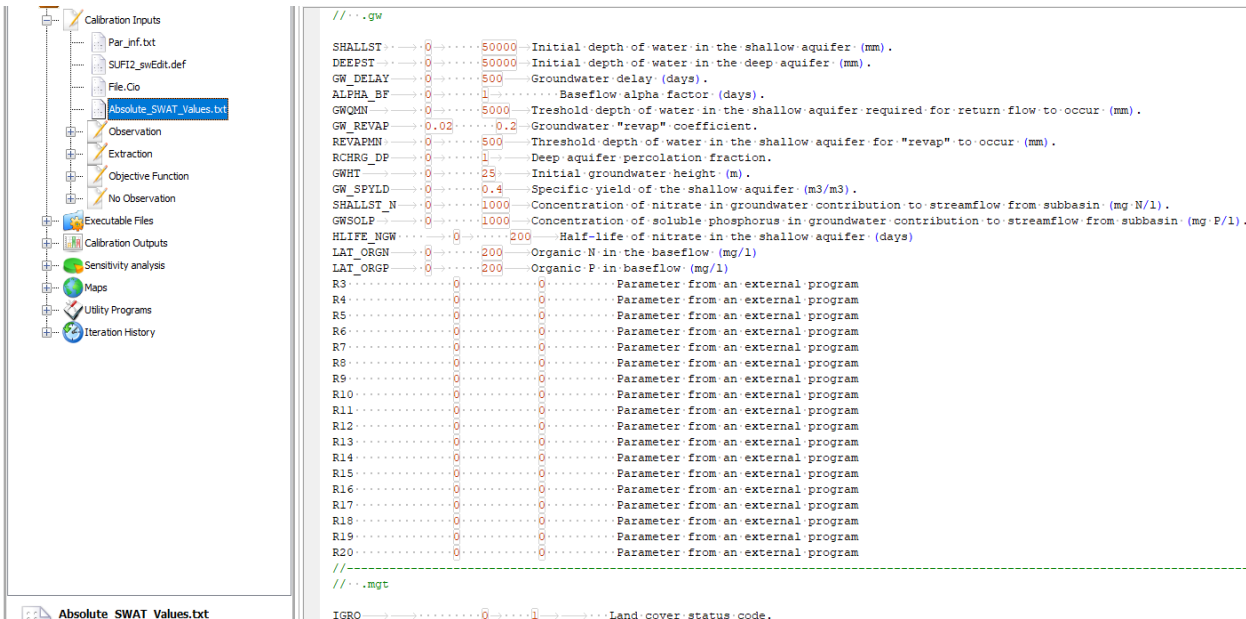 Calibration Inputs
Par_inf.txt
SUFI2_swEdit.def
File.Cio
Absolute_SWAT_Values.txt
Observation
Extraction
Objective Function
No Observation
Executable Files
Calibration Outputs
Sensitivity analysis
Maps
Utility Programs
Iteration History
Absolute_SWAT_Values.txt
// .gw
SHALLST 0 50000 Initial depth of water in the shallow aquifer (mm).
DEEPST 0 50000 Initial depth of water in the deep aquifer (mm).
GW_DELAY 0 500 Groundwater delay (days).
ALPHA_BF 0 1 Baseflow alpha factor (days).
GWQMN 0 5000 Treshold depth of water in the shallow aquifer required for return flow to occur (mm).
GW_REVAP 0.02 0.2 Groundwater "revap" coefficient.
REVAPMN 0 500 Threshold depth of water in the shallow aquifer for "revap" to occur (mm).
RCHRG_DP 0 1 Deep aquifer percolation fraction.
GWHT 0 25 Initial groundwater height (m).
GW_SPYLD 0 0.4 Specific yield of the shallow aquifer (m3/m3).
SHALLST_N 0 1000 Concentration of nitrate in groundwater contribution to streamflow from subbasin (mg N/l).
GWSOLP 0 1000 Concentration of soluble phosphorus in groundwater contribution to streamflow from subbasin (mg P/l).
HLIFE_NGW 0 200 Half-life of nitrate in the shallow aquifer (days)
LAT_ORGN 0 200 Organic N in the baseflow (mg/l)
LAT_ORGP 0 200 Organic P in baseflow (mg/l)
R3 0 0 Parameter from an external program
R4 0 0 Parameter from an external program
R5 0 0 Parameter from an external program
R6 0 0 Parameter from an external program
R7 0 0 Parameter from an external program
R8 0 0 Parameter from an external program
R9 0 0 Parameter from an external program
R10 0 0 Parameter from an external program
R11 0 0 Parameter from an external program
R12 0 0 Parameter from an external program
R13 0 0 Parameter from an external program
R14 0 0 Parameter from an external program
R15 0 0 Parameter from an external program
R16 0 0 Parameter from an external program
R17 0 0 Parameter from an external program
R18 0 0 Parameter from an external program
R19 0 0 Parameter from an external program
R20 0 0 Parameter from an external program
//----------------------------------------
// .mgt
IGRO 0 1 Land cover status code.